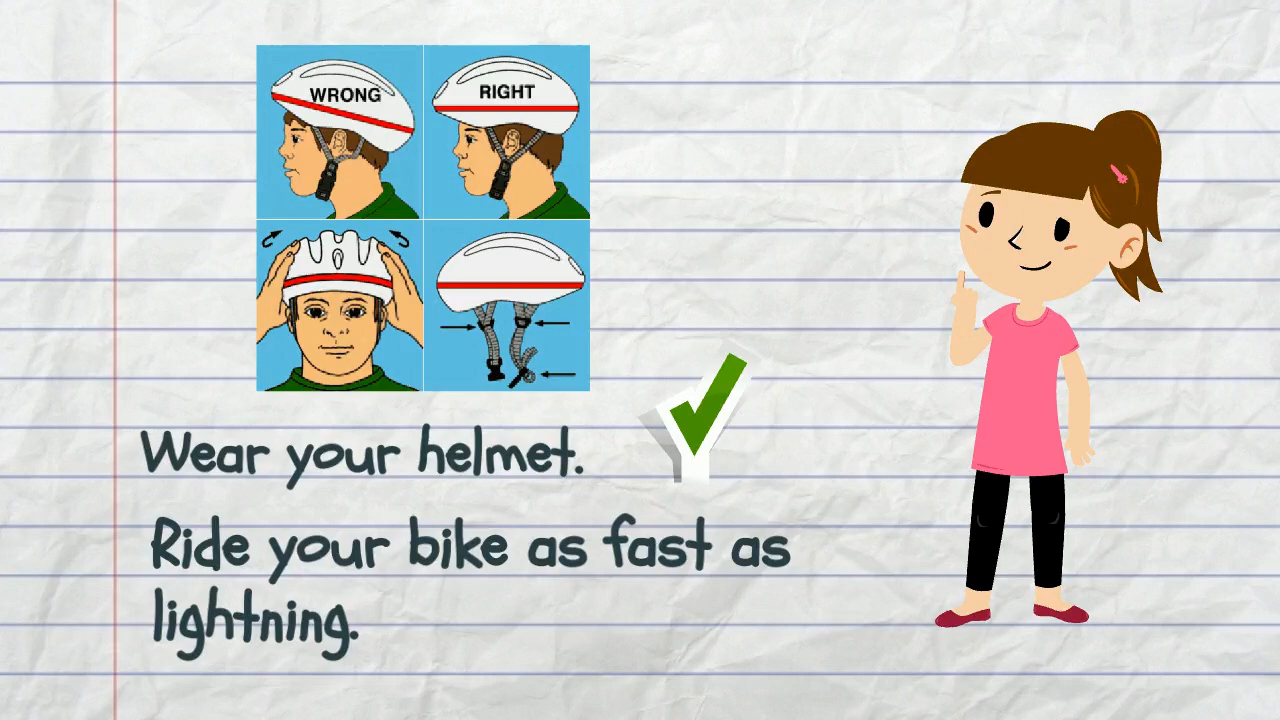 WRONG
RIGHT
Wear your helmet.
Ride your bike as fast as
lightning.